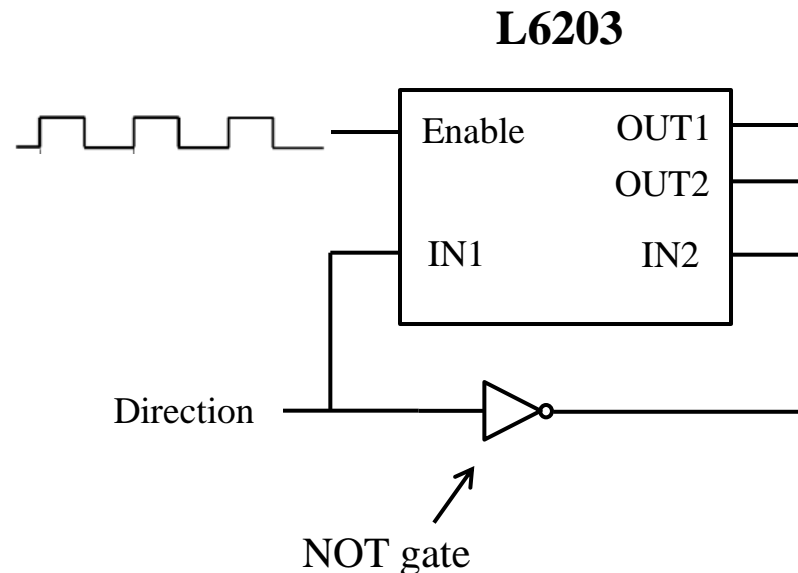 L6203
Enable OUT1
OUT2
IN1 IN2
Direction
NOT gate